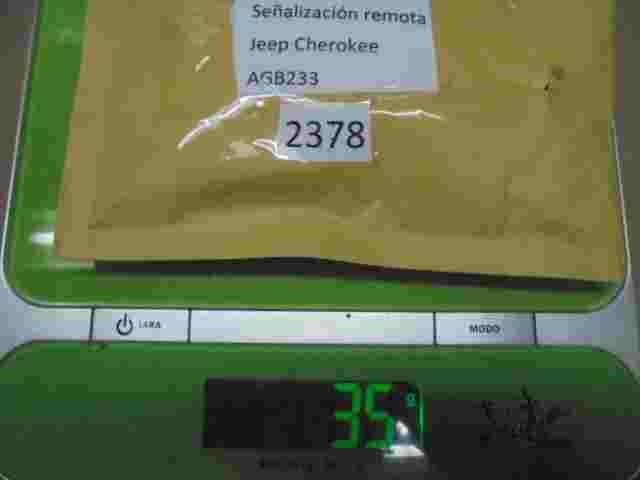 Señalización remota
Jeep Cherokee
AGB233
2378
TARA
MODO
35 g